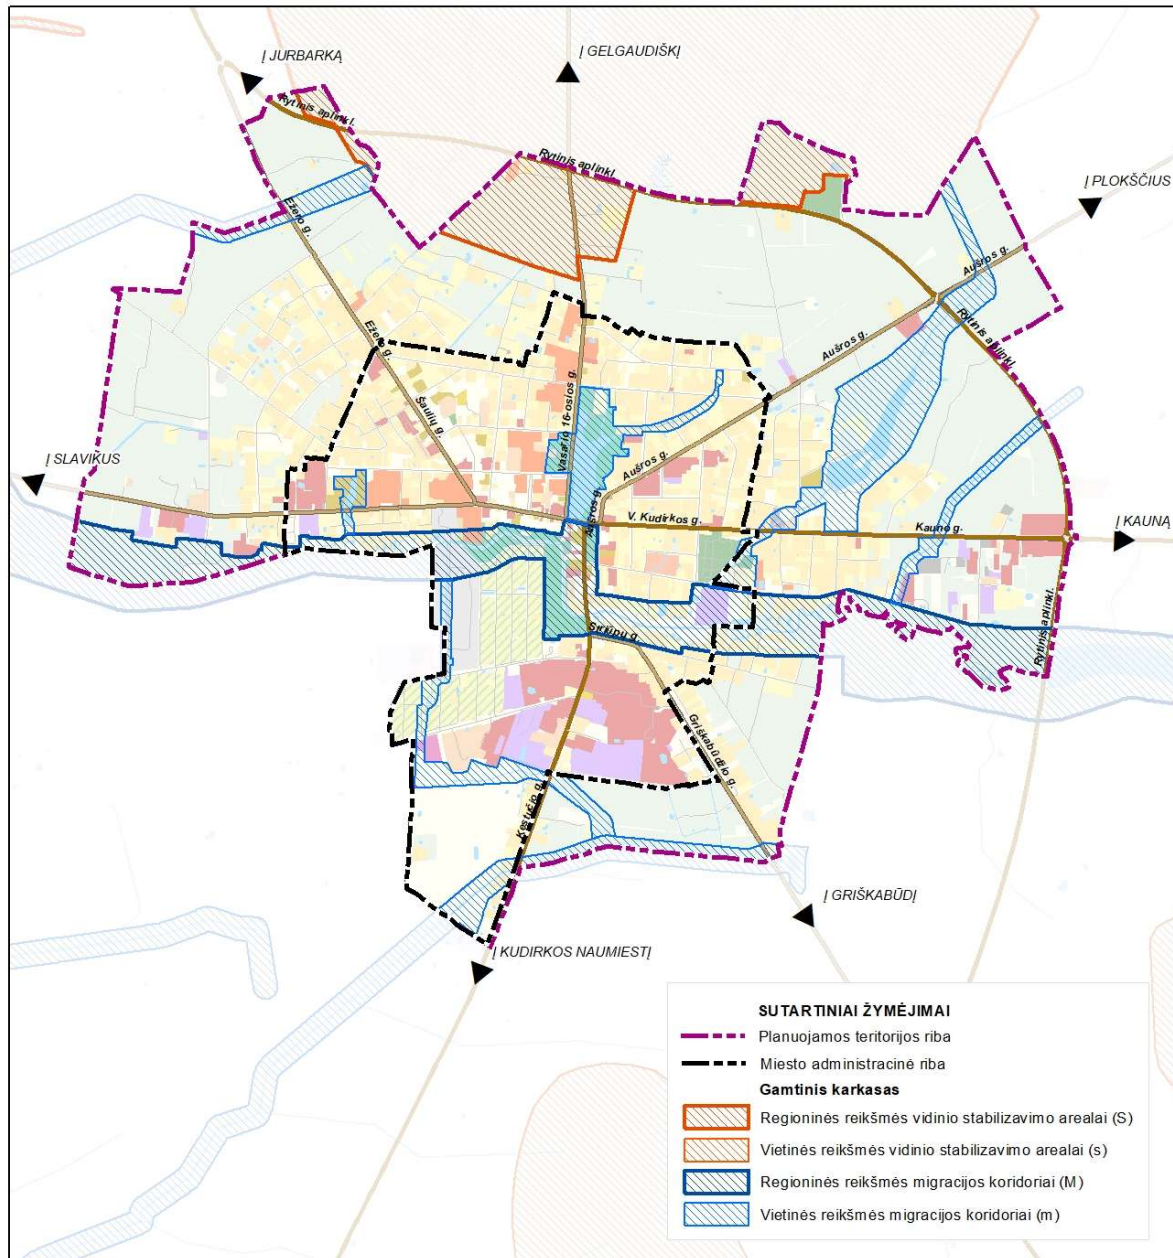 Į JURBARKĄ
Į GELGAUDIŠKĮ
Rytinis aplinkl.
Rytinis aplinkl.
Į PLOKŠČIUS
Ežero g.
Aušros g.
Rytinis aplinkl.
Ežero g.
Aušros g.
Šaulių g.
Vasario 16-osios g.
Į SLAVIKUS
Aušros g.
Aušros g.
V. Kudirkos g.
Kauno g.
Į KAUNĄ
Rytinis aplinkl.
Griškabūdžio g.
Kęstučio g.
Į GRIŠKABŪDĮ
Į KUDIRKOS NAUMIESTĮ
SUTARTINIAI ŽYMĖJIMAI
Planuojamos teritorijos riba
Miesto administracinė riba
Gamtinis karkasas
Regioninės reikšmės vidinio stabilizavimo arealai (S)
Vietinės reikšmės vidinio stabilizavimo arealai (s)
Regioninės reikšmės migracijos koridoriai (M)
Vietinės reikšmės migracijos koridoriai (m)